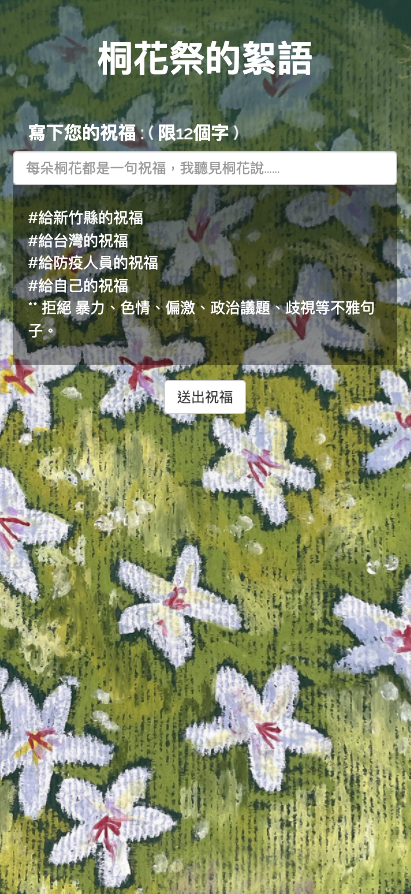 桐花祭的絮語
寫下您的祝福 : ( 限12個字 )
每朵桐花都是一句祝福，我聽見桐花說......
#給新竹縣的祝福
#給台灣的祝福
#給防疫人員的祝福
#給自己的祝福
** 拒絕 暴力、色情、偏激、政治議題、歧視等不雅句
子。
送出祝福